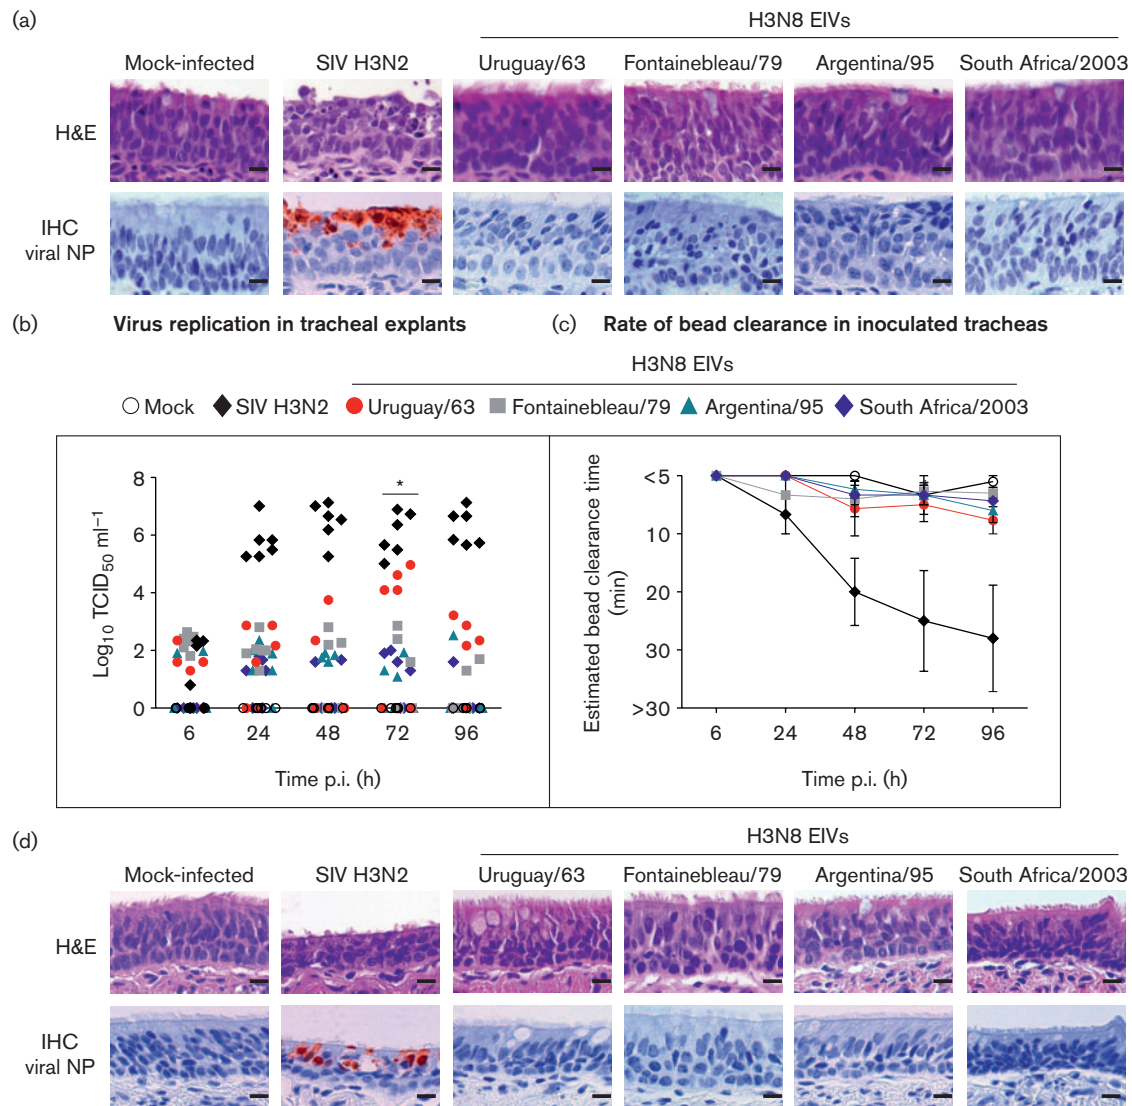 (a)
H3N8 EIVs
Mock-infected SIV H3N2 Uruguay/63 Fontainebleau/79 Argentina/95 South Africa/2003
H&E
IHC
viral NP
(b) Virus replication in tracheal explants
(c) Rate of bead clearance in inoculated tracheas
H3N8 EIVs
Mock SIV H3N2 Uruguay/63 Fontainebleau/79 Argentina/95 South Africa/2003
Log10 TCID50 ml−1
8
6
4
2
0
*
6 24 48 72 96
Time p.i. (h)
Estimated bead clearance time
(min)
<5
10
20
30
>30
6 24 48 72 96
Time p.i. (h)
(d)
H3N8 EIVs
Mock-infected SIV H3N2 Uruguay/63 Fontainebleau/79 Argentina/95 South Africa/2003
H&E
IHC
viral NP